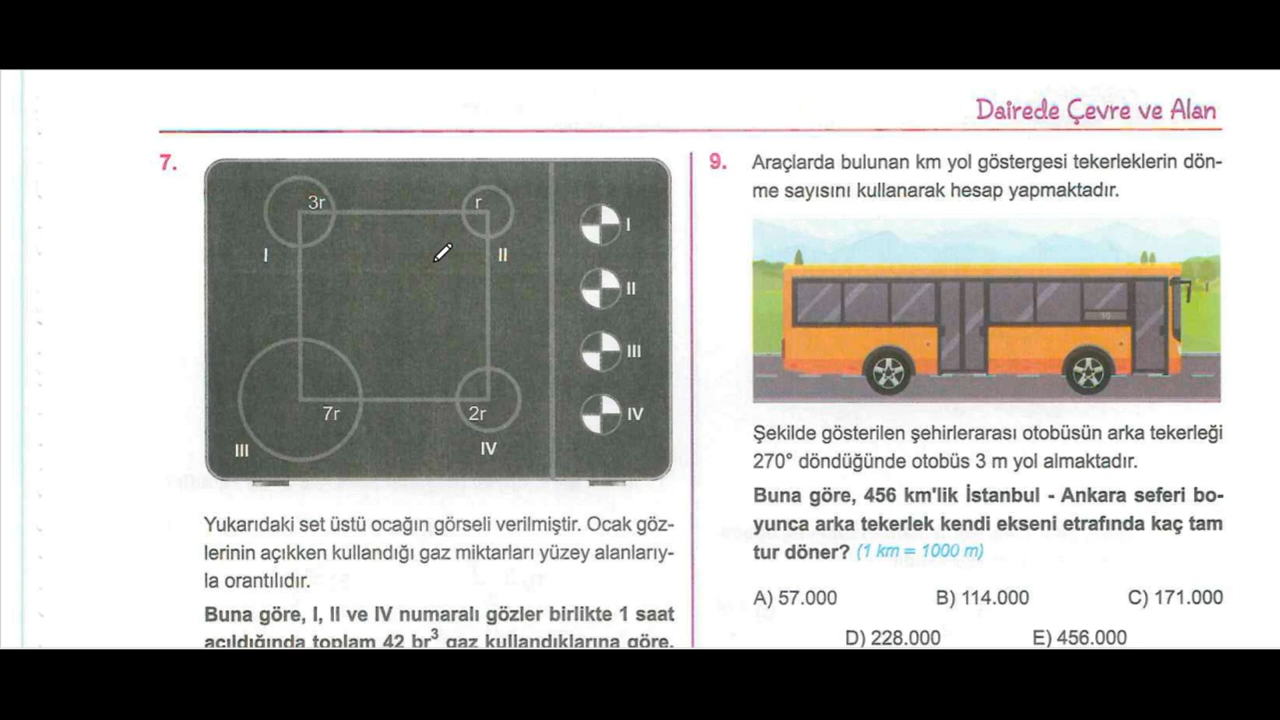 Dairede Çevre ve Alan
7.
3r
r
I
II
7r
2r
III
IV
I
II
III
IV
Yukarıdaki set üstü ocağın görseli verilmiştir. Ocak göz-
lerinin açıkken kullandığı gaz miktarları yüzey alanlarıy-
la orantılıdır.
Buna göre, I, II ve IV numaralı gözler birlikte 1 saat
açıldığında toplam 42 br³ gaz kullandıklarına göre,
9. Araçlarda bulunan km yol göstergesi tekerleklerin dön-
me sayısını kullanarak hesap yapmaktadır.
10
Şekilde gösterilen şehirlerarası otobüsün arka tekerleği
270° döndüğünde otobüs 3 m yol almaktadır.
Buna göre, 456 km'lik İstanbul - Ankara seferi bo-
yunca arka tekerlek kendi ekseni etrafında kaç tam
tur döner? (1 km = 1000 m)
A) 57.000 B) 114.000 C) 171.000
D) 228.000 E) 456.000